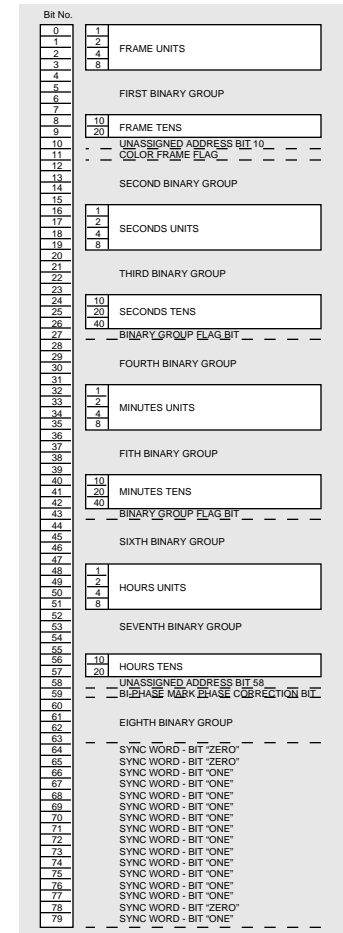 Bit No.
0 1
1 2
2 4 FRAME UNITS
3 8
4
5
6 FIRST BINARY GROUP
7
8 10
9 20 FRAME TENS
10 UNASSIGNED ADDRESS BIT 10
11 COLOR FRAME FLAG
12
13
14 SECOND BINARY GROUP
15
16 1
17 2
18 4 SECONDS UNITS
19 8
20
21
22 THIRD BINARY GROUP
23
24 10
25 20 SECONDS TENS
26 40
27 BINARY GROUP FLAG BIT
28
29
30 FOURTH BINARY GROUP
31
32 1
33 2
34 4 MINUTES UNITS
35 8
36
37
38 FITH BINARY GROUP
39
40 10
41 20 MINUTES TENS
42 40
43 BINARY GROUP FLAG BIT
44
45
46 SIXTH BINARY GROUP
47
48 1
49 2
50 4 HOURS UNITS
51 8
52
53 SEVENTH BINARY GROUP
54
55
56 10
57 20 HOURS TENS
58 UNASSIGNED ADDRESS BIT 58
59 BI-PHASE MARK PHASE CORRECTION BIT
60
61
62 EIGHTH BINARY GROUP
63
64 SYNC WORD - BIT "ZERO"
65 SYNC WORD - BIT "ZERO"
66 SYNC WORD - BIT "ONE"
67 SYNC WORD - BIT "ONE"
68 SYNC WORD - BIT "ONE"
69 SYNC WORD - BIT "ONE"
70 SYNC WORD - BIT "ONE"
71 SYNC WORD - BIT "ONE"
72 SYNC WORD - BIT "ONE"
73 SYNC WORD - BIT "ONE"
74 SYNC WORD - BIT "ONE"
75 SYNC WORD - BIT "ONE"
76 SYNC WORD - BIT "ONE"
77 SYNC WORD - BIT "ONE"
78 SYNC WORD - BIT "ZERO"
79 SYNC WORD - BIT "ONE"